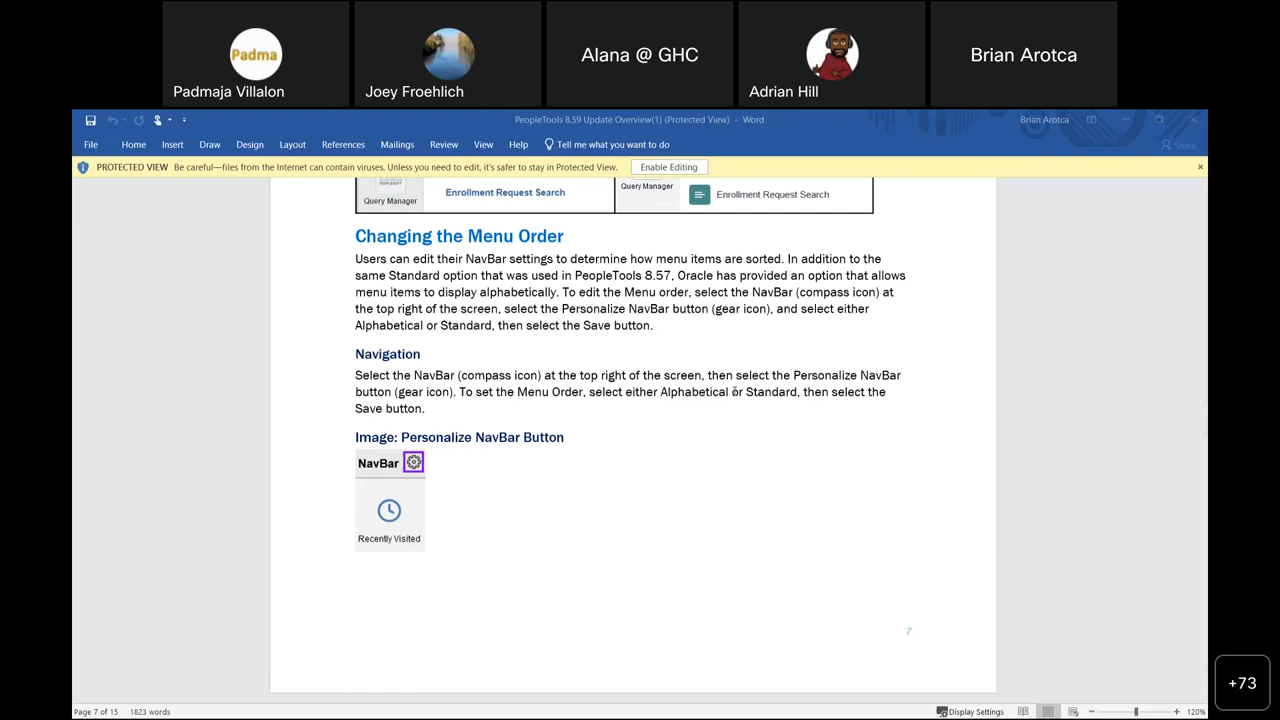 Padma
Padmaja Villalon
Joey Froehlich
Alana @ GHC
Adrian Hill
Brian Arotca
PeopleTools 8.59 Update Overview(1) (Protected View) - Word
Brian Arotca
File Home Insert Draw Design Layout References Mailings Review View Help Tell me what you want to do Share
PROTECTED VIEW Be careful—files from the Internet can contain viruses. Unless you need to edit, it's safer to stay in Protected View. Enable Editing
Query Manager
Enrollment Request Search
Query Manager
Enrollment Request Search
Changing the Menu Order
Users can edit their NavBar settings to determine how menu items are sorted. In addition to the
same Standard option that was used in PeopleTools 8.57, Oracle has provided an option that allows
menu items to display alphabetically. To edit the Menu order, select the NavBar (compass icon) at
the top right of the screen, select the Personalize NavBar button (gear icon), and select either
Alphabetical or Standard, then select the Save button.
Navigation
Select the NavBar (compass icon) at the top right of the screen, then select the Personalize NavBar
button (gear icon). To set the Menu Order, select either Alphabetical or Standard, then select the
Save button.
Image: Personalize NavBar Button
NavBar
Recently Visited
7
+73
Page 7 of 15 1823 words
Display Settings
120%